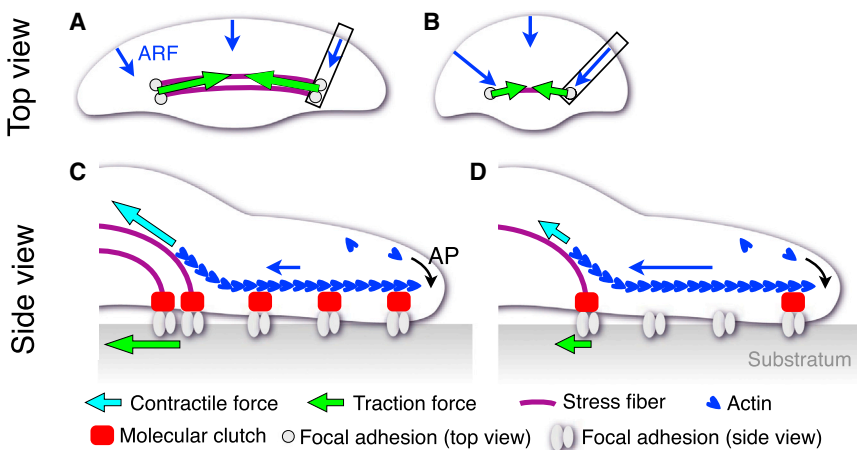 Top view
A
ARF
B
Side view
C
AP
D
Substratum
Contractile force
Traction force
Stress fiber
Actin
Molecular clutch
Focal adhesion (top view)
Focal adhesion (side view)